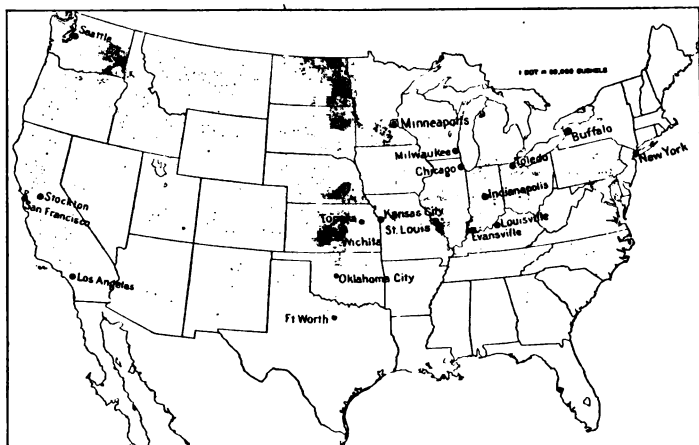 Seattle
1 DOT = 50,000 BUSHELS
Minneapolis
Buffalo
Milwaukee
Chicago
Toledo
New York
Stockton
San Francisco
Indianapolis
Kansas City
Topeka
St. Louis
Louisville
Evansville
Wichita
Los Angeles
Oklahoma City
Ft Worth